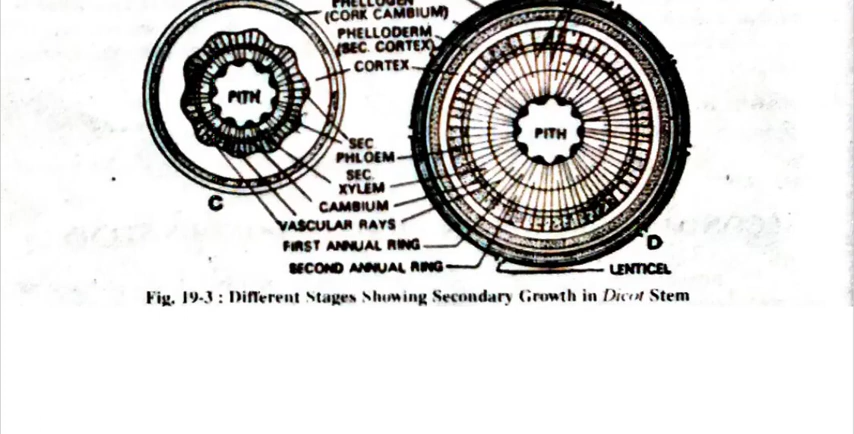 PHELLOGEN
(CORK CAMBIUM)
PHELLODERM
(SEC. CORTEX)
CORTEX
PITH
PITH
SEC
PHLOEM
SEC.
XYLEM
CAMBIUM
C
VASCULAR RAYS
FIRST ANNUAL RING
D
SECOND ANNUAL RING
LENTICEL
Fig. 19-3 : Different Stages Showing Secondary Growth in Dicot Stem